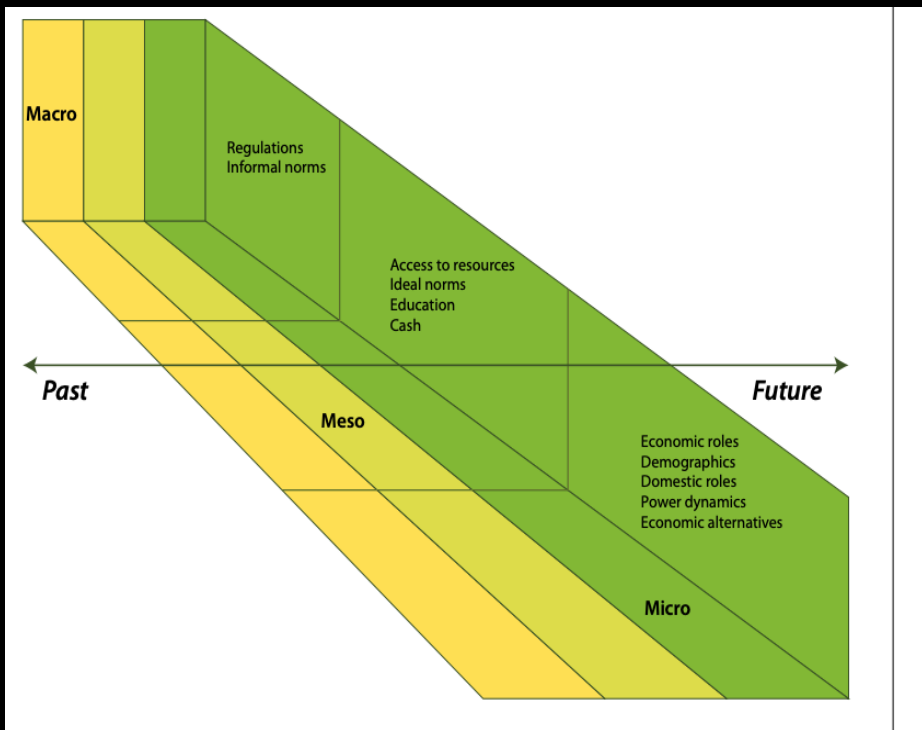 Macro
Regulations
Informal norms
Access to resources
Ideal norms
Education
Cash
Past
Future
Meso
Economic roles
Demographics
Domestic roles
Power dynamics
Economic alternatives
Micro